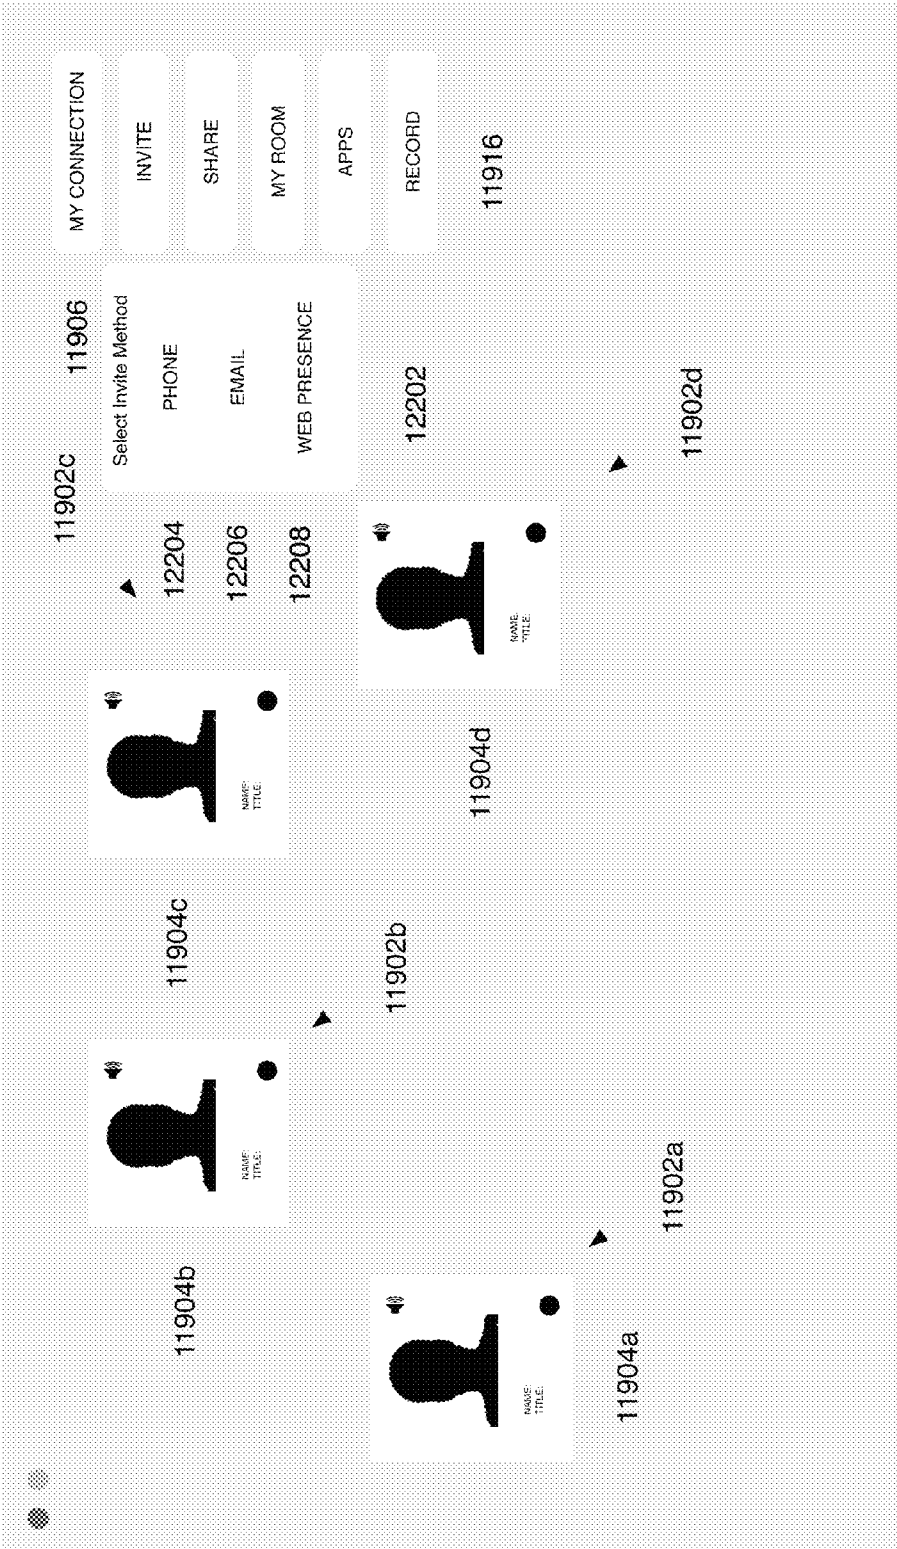 MY CONNECTION
INVITE
SHARE
MY ROOM
APPS
RECORD
11916
11906
Select Invite Method
PHONE
EMAIL
WEB PRESENCE
12202
11902c
12204
12206
12208
11902d
NAME:
TITLE:
11904d
NAME:
TITLE:
11904c
11902b
NAME:
TITLE:
11904b
11902a
NAME:
TITLE:
11904a